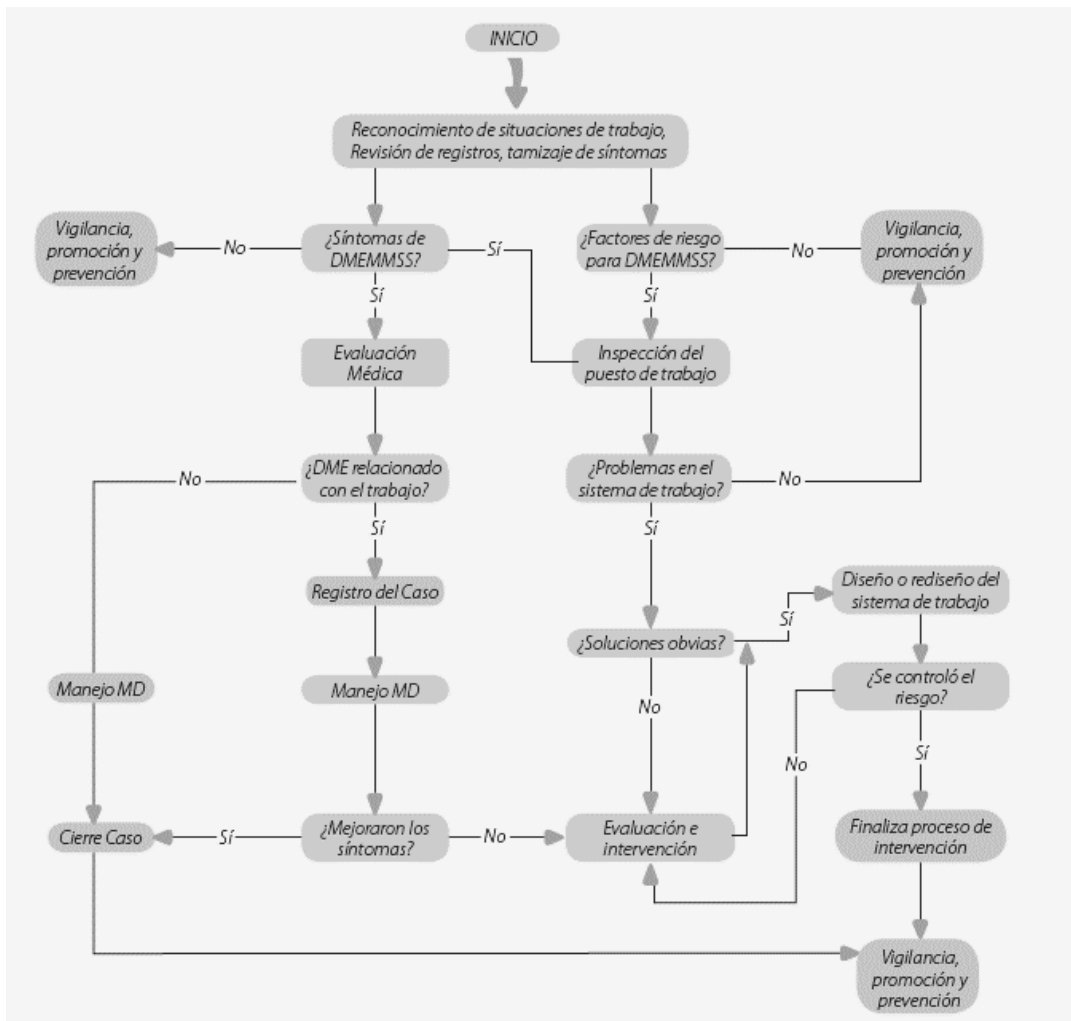 INICIO
Reconocimiento de situaciones de trabajo,
Revisión de registros, tamizaje de síntomas
Vigilancia,
promoción y
prevención
No
¿Síntomas de
DMEMMSS?
Sí
¿Factores de riesgo
para DMEMMSS?
No
Vigilancia,
promoción y
prevención
Sí
Sí
Evaluación
Médica
Inspección del
puesto de trabajo
No
¿DME relacionado
con el trabajo?
¿Problemas en el
sistema de trabajo?
No
Sí
Sí
Registro del Caso
Diseño o rediseño del
sistema de trabajo
Sí
¿Soluciones obvias?
Manejo MD
Manejo MD
¿Se controló el
riesgo?
No
Sí
No
Cierre Caso
Sí
¿Mejoraron los
síntomas?
No
Evaluación e
intervención
Finaliza proceso de
intervención
Vigilancia,
promoción y
prevención